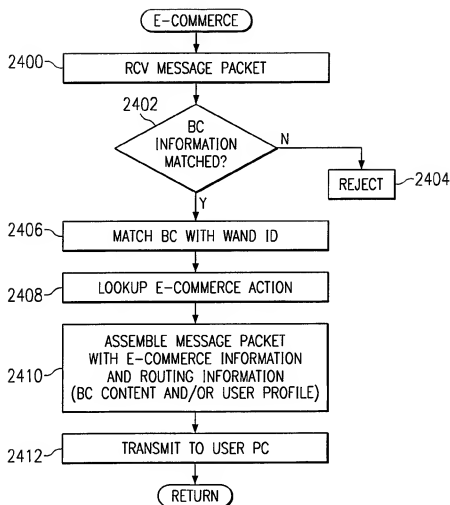 E-COMMERCE
2400
RCV MESSAGE PACKET
2402
BC
INFORMATION
MATCHED?
N
REJECT
2404
Y
2406
MATCH BC WITH WAND ID
2408
LOOKUP E-COMMERCE ACTION
2410
ASSEMBLE MESSAGE PACKET
WITH E-COMMERCE INFORMATION
AND ROUTING INFORMATION
(BC CONTENT AND/OR USER PROFILE)
2412
TRANSMIT TO USER PC
RETURN